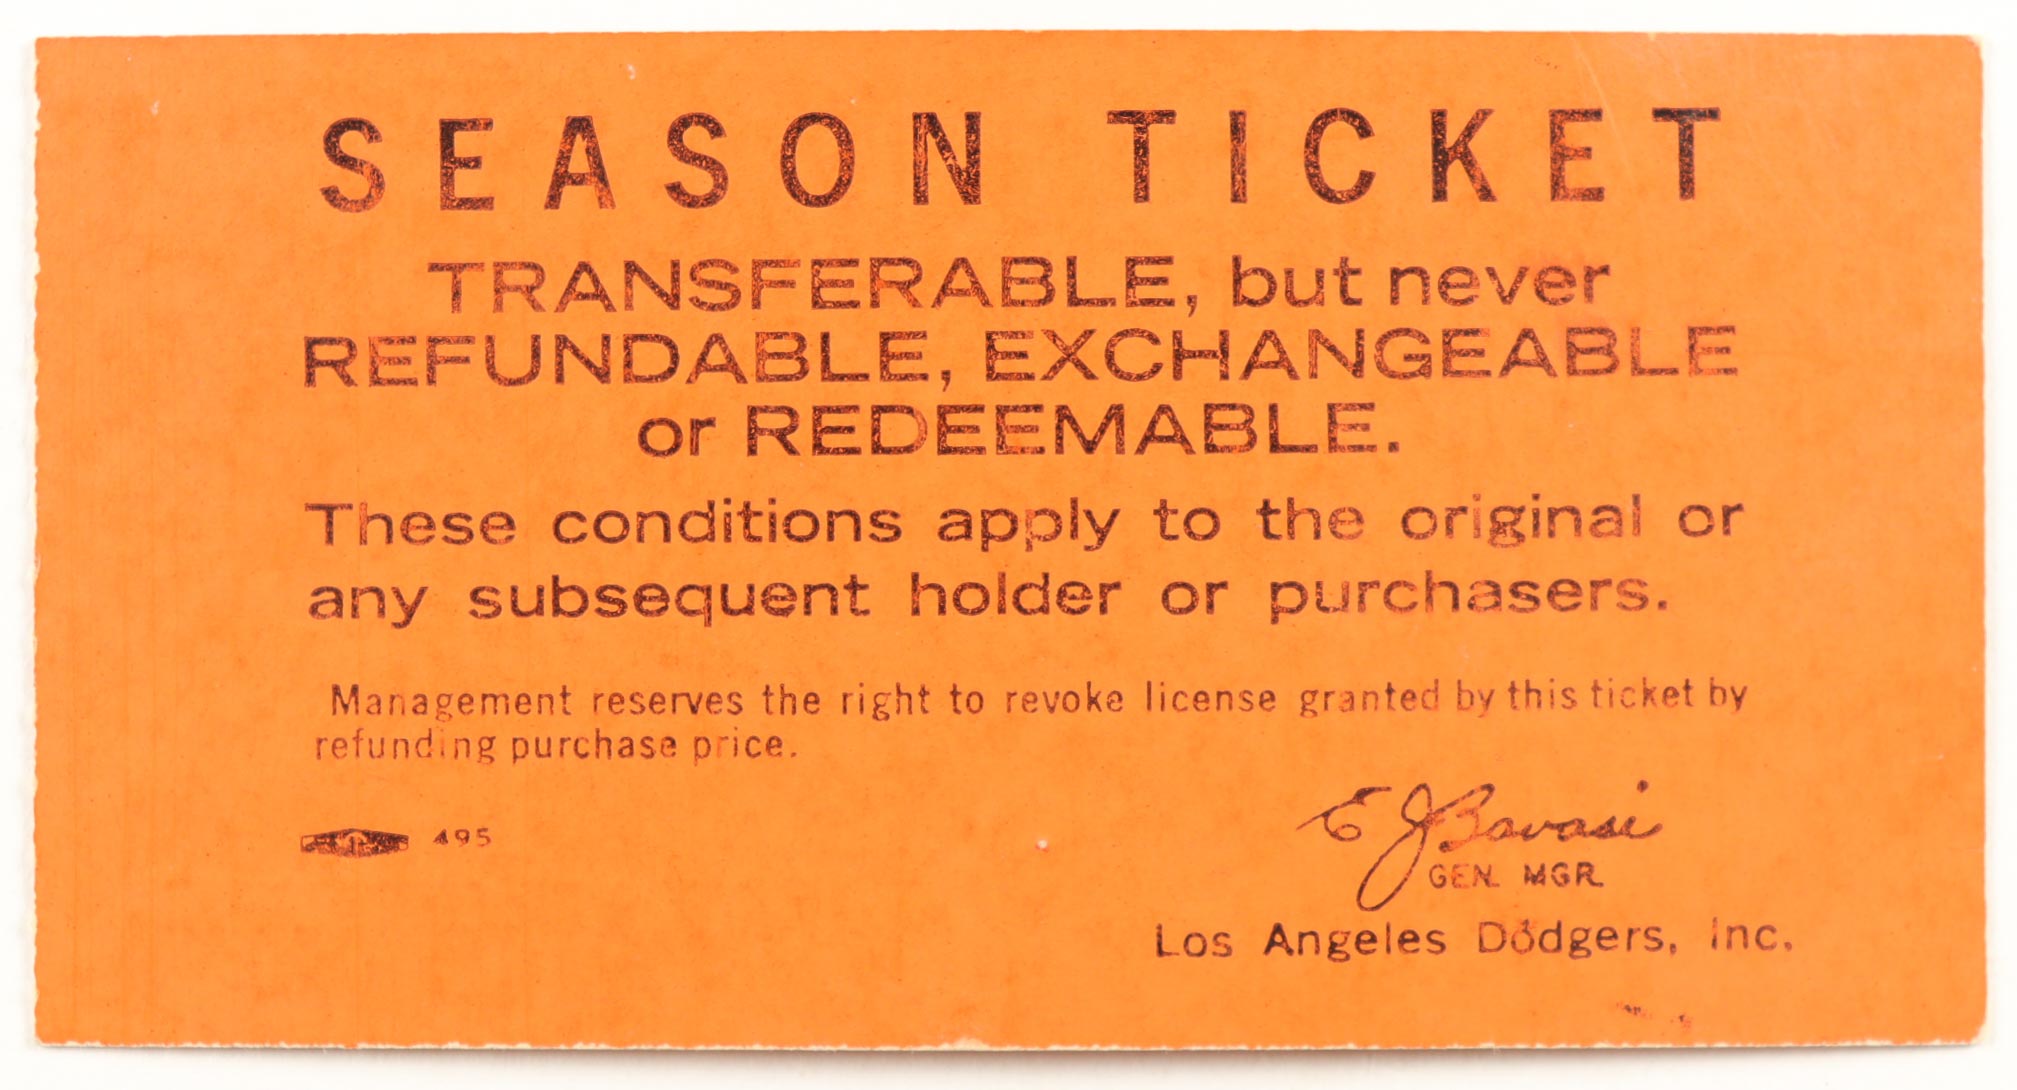 SEASON TICKET
TRANSFERABLE, but never
REFUNDABLE, EXCHANGEABLE
or REDEEMABLE.
These conditions apply to the original or
any subsequent holder or purchasers.
Management reserves the right to revoke license granted by this ticket by
refunding purchase price.
495
E J Bavasi
GEN. MGR.
Los Angeles Dodgers, Inc.